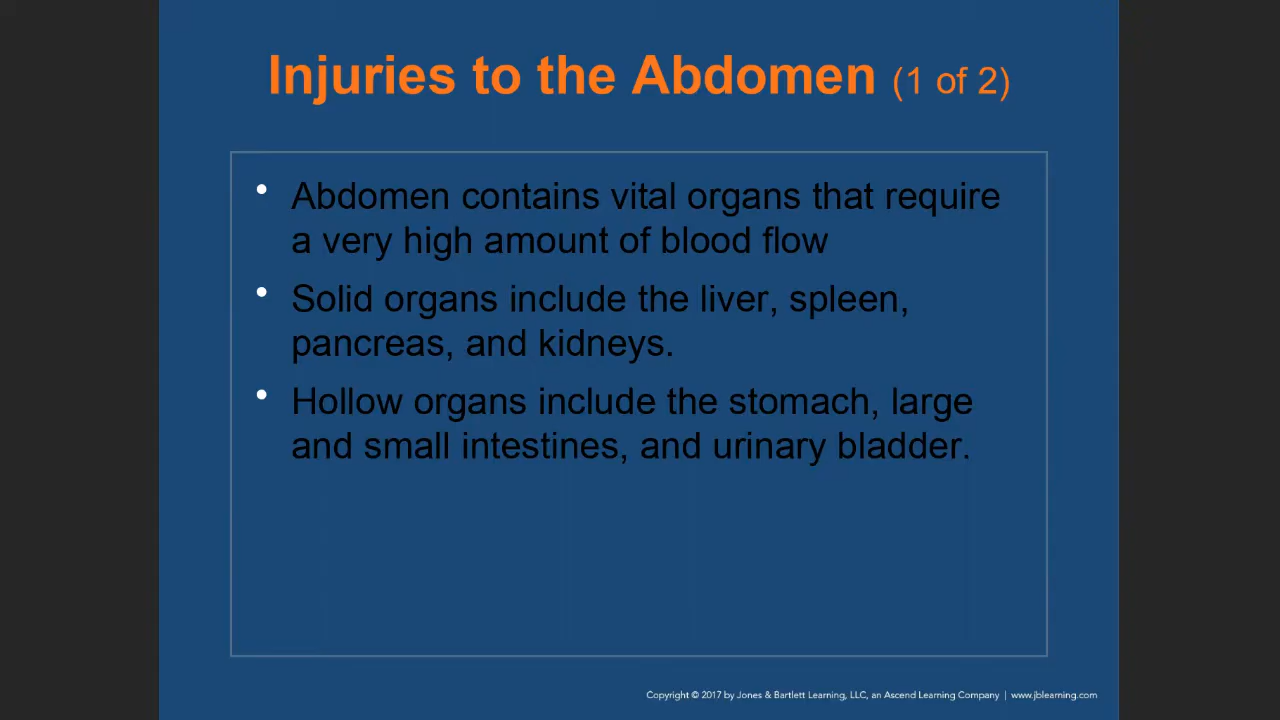 Injuries to the Abdomen (1 of 2)
• Abdomen contains vital organs that require
a very high amount of blood flow
• Solid organs include the liver, spleen,
pancreas, and kidneys.
• Hollow organs include the stomach, large
and small intestines, and urinary bladder.
Copyright © 2017 by Jones & Bartlett Learning, LLC, an Ascend Learning Company | www.jblearning.com